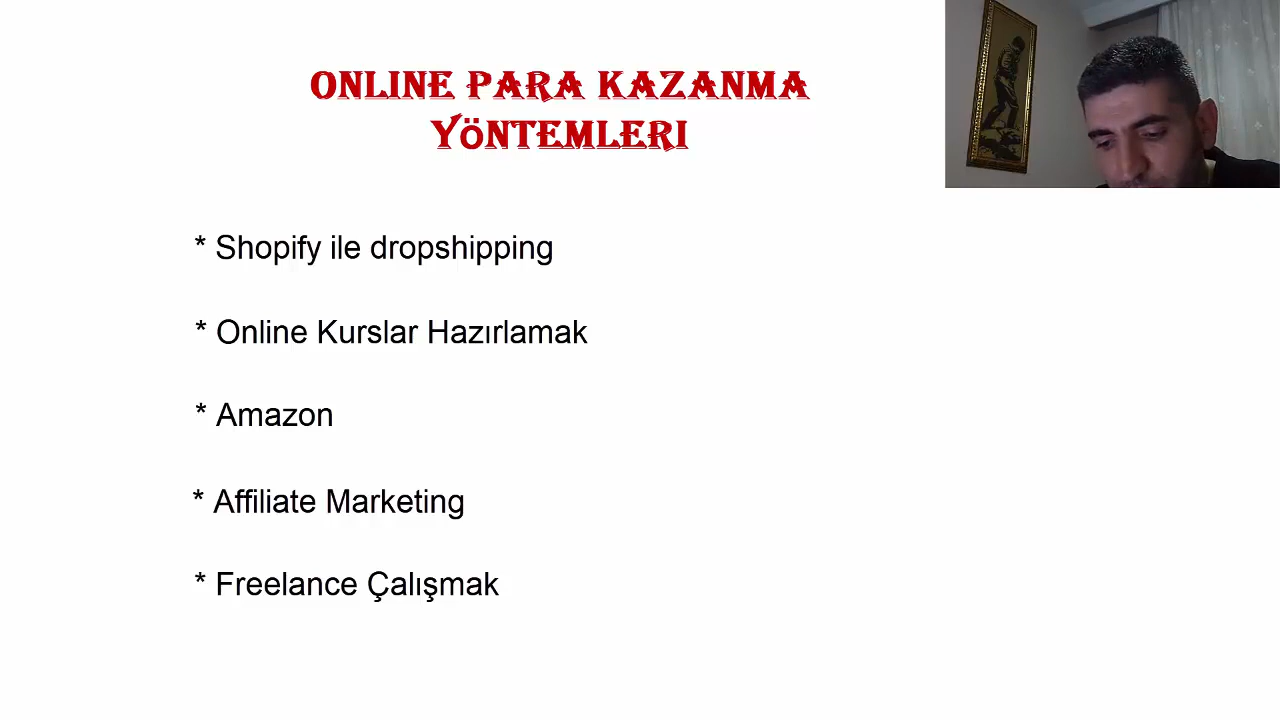 ONLINE PARA KAZANMA
YÖNTEMLERI
* Shopify ile dropshipping
* Online Kurslar Hazırlamak
* Amazon
* Affiliate Marketing
* Freelance Çalışmak